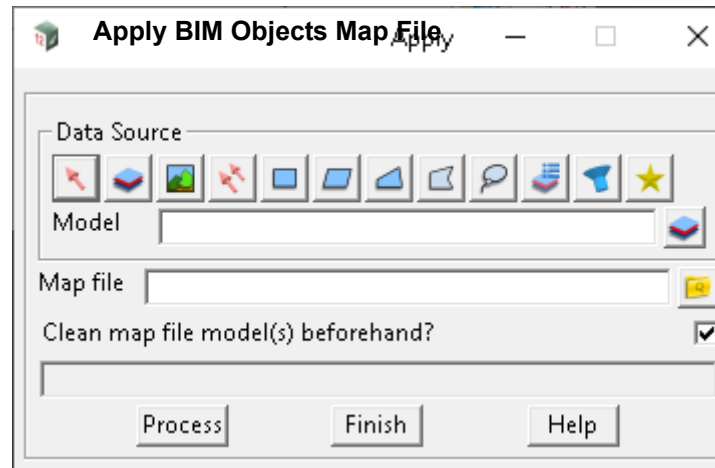 Apply BIM Objects Map File Apply
Data Source
Model
Map file
Clean map file model(s) beforehand?
Process Finish Help